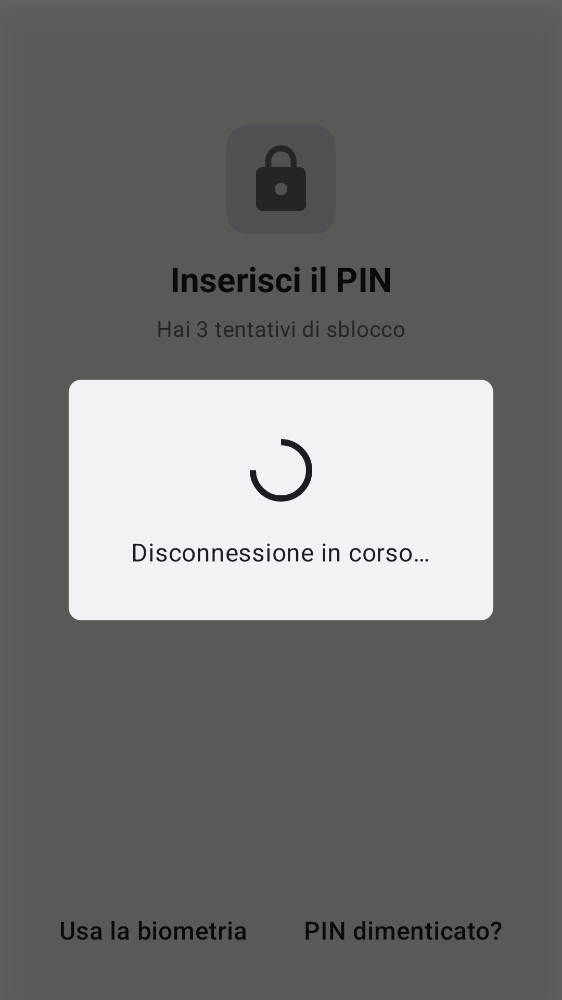 Inserisci il PIN
Hai 3 tentativi di sblocco
Disconnessione in corso…
Usa la biometria
PIN dimenticato?